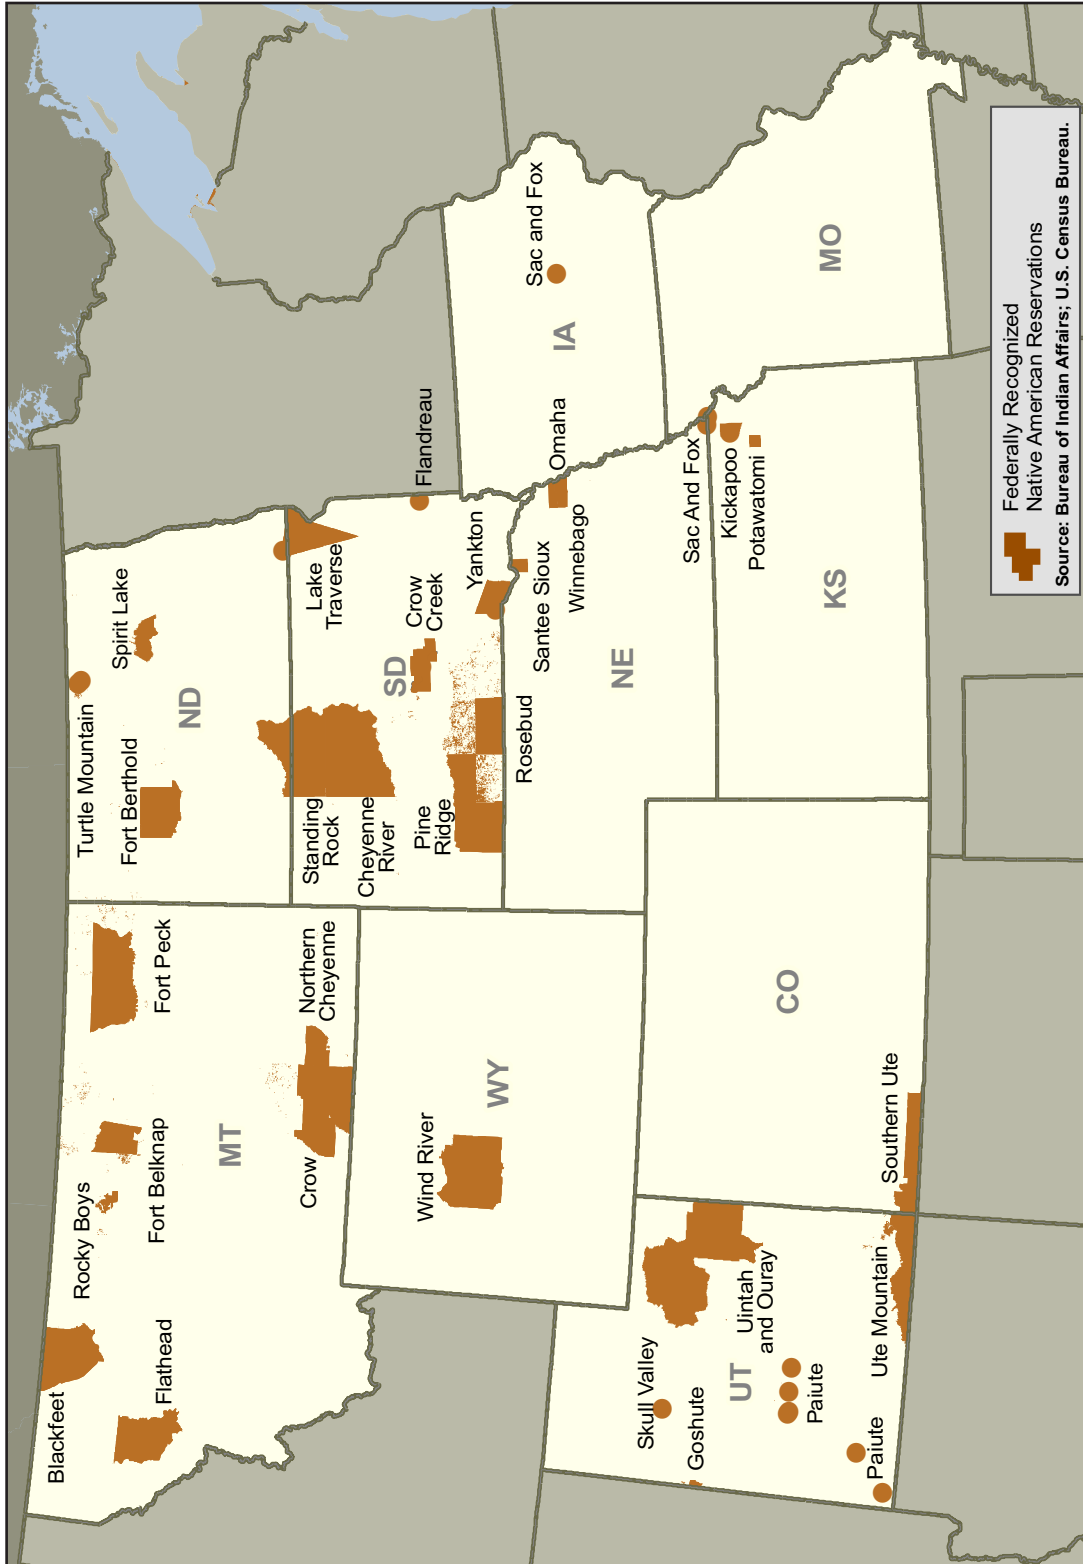 Blackfeet
Rocky Boys
Flathead
Fort Belknap
Fort Peck
MT
Crow
Northern
Cheyenne
Turtle Mountain
Spirit Lake
Fort Berthold
ND
Standing
Rock
Lake
Traverse
Cheyenne
River
SD
Crow
Creek
Flandreau
Pine
Ridge
Yankton
Rosebud
Wind River
WY
Santee Sioux
Winnebago
Omaha
NE
Sac and Fox
IA
Skull Valley
Goshute
Uintah
and Ouray
UT
Paiute
Paiute
Ute Mountain
Southern Ute
CO
Sac And Fox
Kickapoo
Potawatomi
KS
MO
Federally Recognized
Native American Reservations
Source: Bureau of Indian Affairs; U.S. Census Bureau.